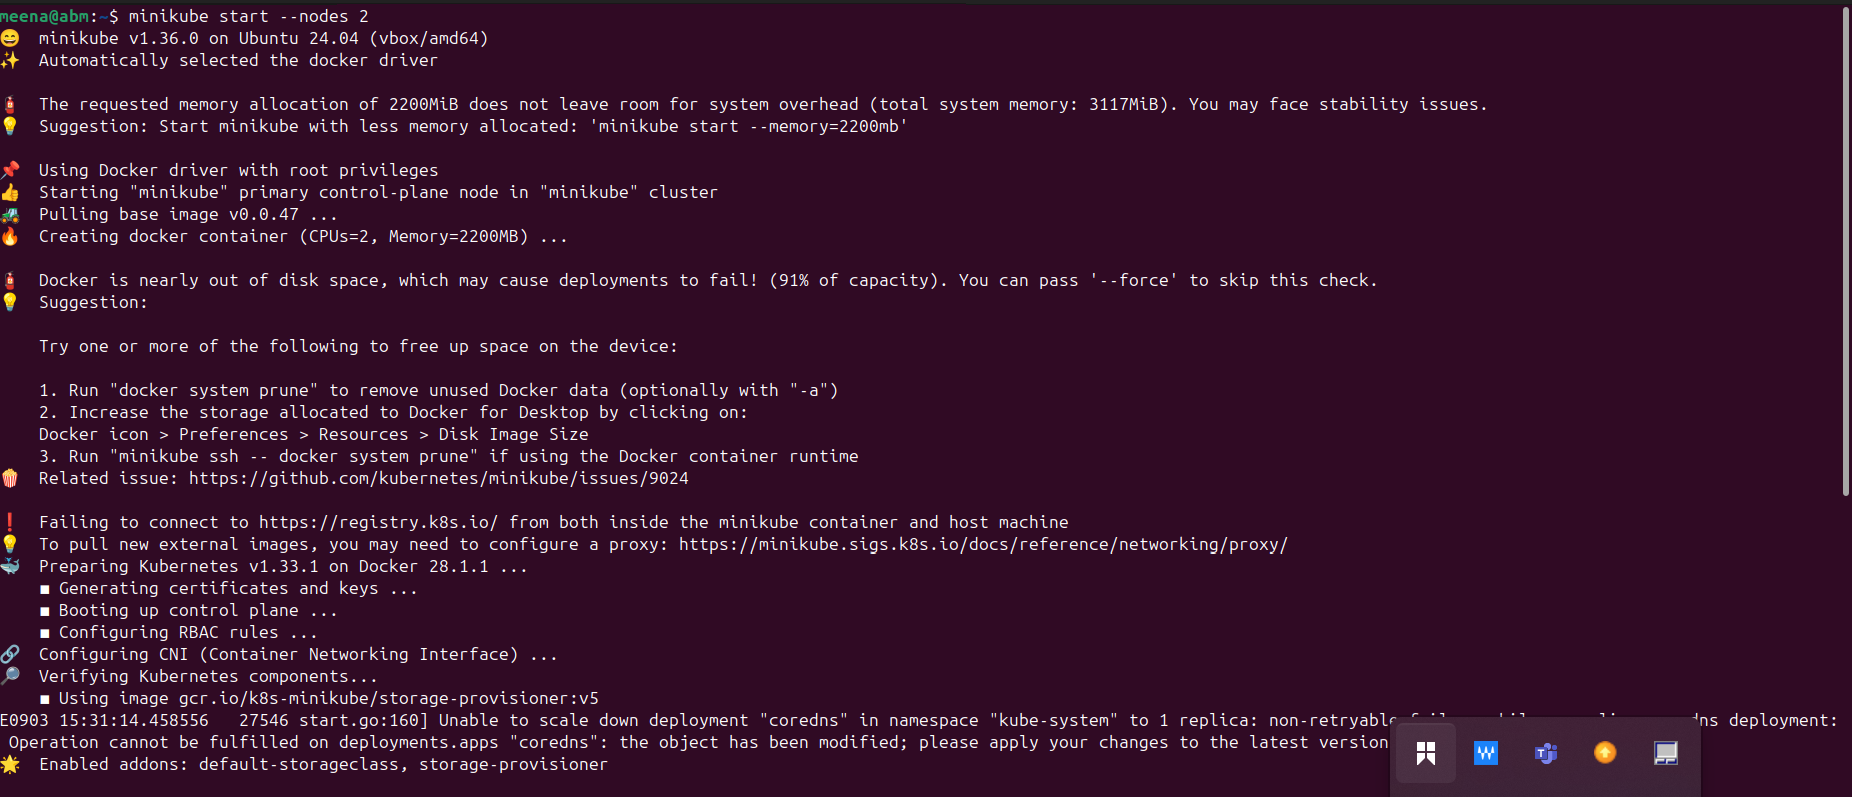 meena@abm:~$ minikube start --nodes 2
minikube v1.36.0 on Ubuntu 24.04 (vbox/amd64)
Automatically selected the docker driver
The requested memory allocation of 2200MiB does not leave room for system overhead (total system memory: 3117MiB). You may face stability issues.
Suggestion: Start minikube with less memory allocated: 'minikube start --memory=2200mb'
Using Docker driver with root privileges
Starting "minikube" primary control-plane node in "minikube" cluster
Pulling base image v0.0.47 ...
Creating docker container (CPUs=2, Memory=2200MB) ...
Docker is nearly out of disk space, which may cause deployments to fail! (91% of capacity). You can pass '--force' to skip this check.
Suggestion:
Try one or more of the following to free up space on the device:
1. Run "docker system prune" to remove unused Docker data (optionally with "-a")
2. Increase the storage allocated to Docker for Desktop by clicking on:
Docker icon > Preferences > Resources > Disk Image Size
3. Run "minikube ssh -- docker system prune" if using the Docker container runtime
Related issue: https://github.com/kubernetes/minikube/issues/9024
Failing to connect to https://registry.k8s.io/ from both inside the minikube container and host machine
To pull new external images, you may need to configure a proxy: https://minikube.sigs.k8s.io/docs/reference/networking/proxy/
Preparing Kubernetes v1.33.1 on Docker 28.1.1 ...
■ Generating certificates and keys ...
■ Booting up control plane ...
■ Configuring RBAC rules ...
Configuring CNI (Container Networking Interface) ...
Verifying Kubernetes components...
■ Using image gcr.io/k8s-minikube/storage-provisioner:v5
E0903 15:31:14.458556 27546 start.go:160] Unable to scale down deployment "coredns" in namespace "kube-system" to 1 replica: non-retryable deployment:
Operation cannot be fulfilled on deployments.apps "coredns": the object has been modified; please apply your changes to the latest version
Enabled addons: default-storageclass, storage-provisioner